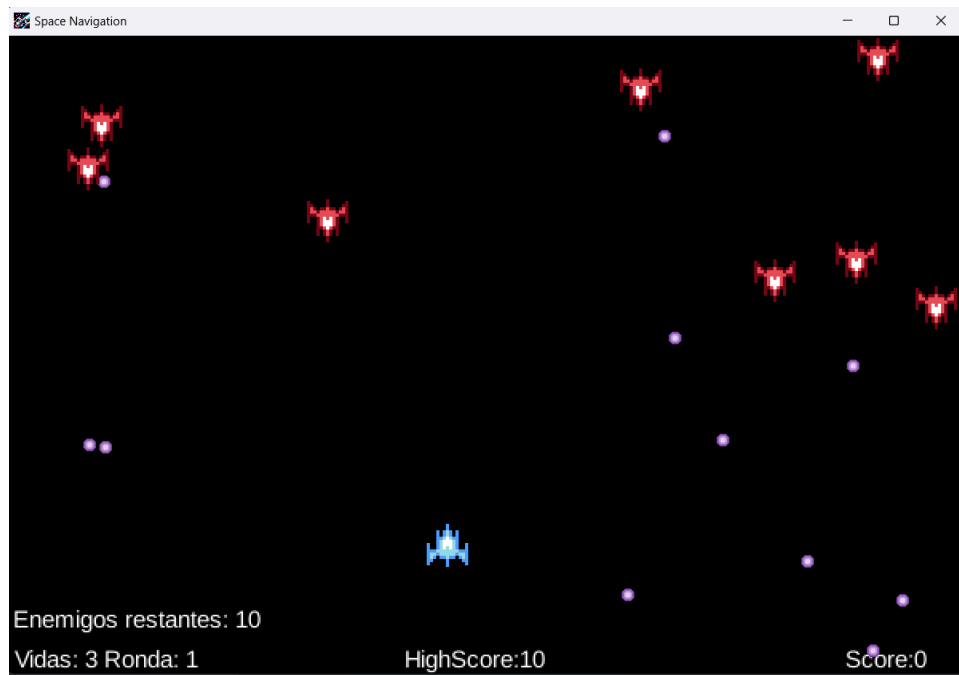 Space Navigation
Enemigos restantes: 10
Vidas: 3 Ronda: 1
HighScore:10
Score:0